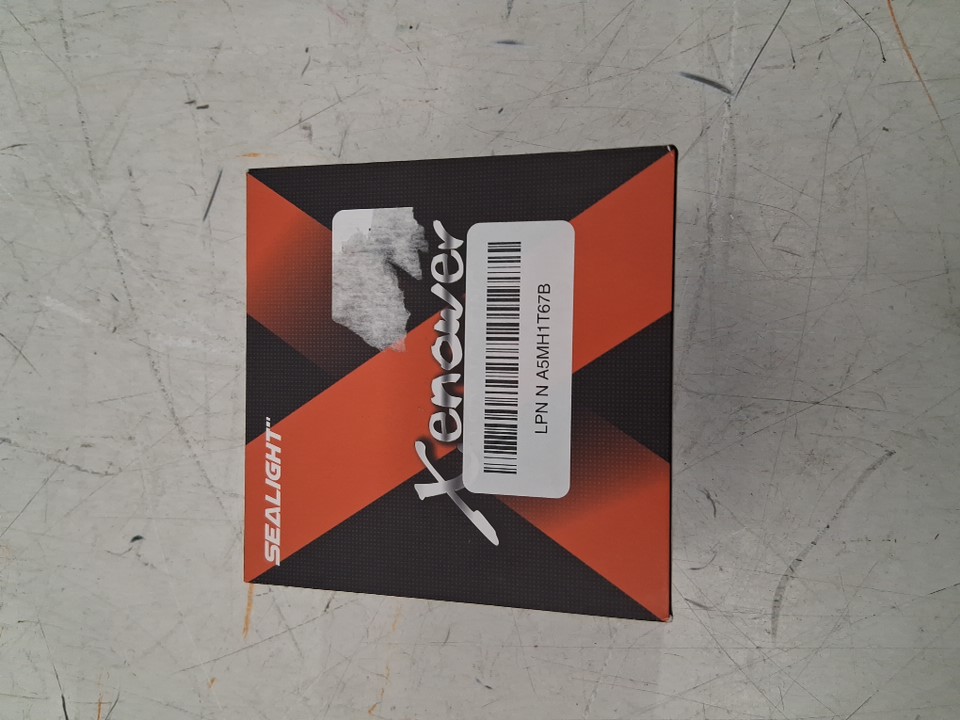 SEALIGHT
Xenower
LPN N A5MH1T67B